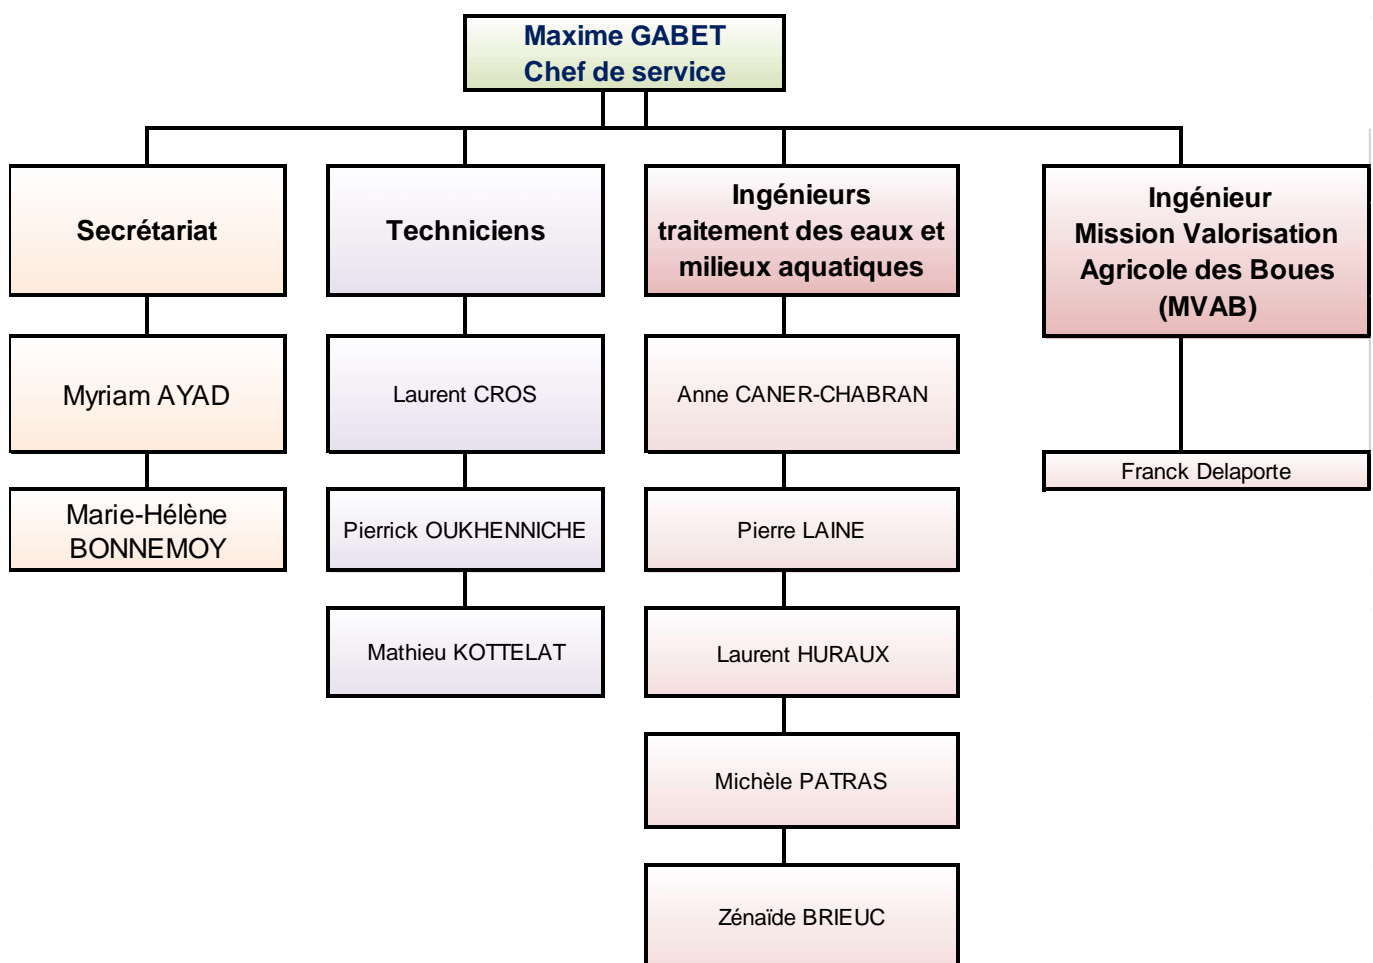 Maxime GABET
Chef de service
Secrétariat
Techniciens
Ingénieurs
traitement des eaux et
milieux aquatiques
Ingénieur
Mission Valorisation
Agricole des Boues
(MVAB)
Myriam AYAD
Laurent CROS
Anne CANER-CHABRAN
Franck Delaporte
Marie-Hélène
BONNEMOY
Pierrick OUKHENNICHE
Pierre LAINE
Mathieu KOTTELAT
Laurent HURAUX
Michèle PATRAS
Zénaïde BRIEUC